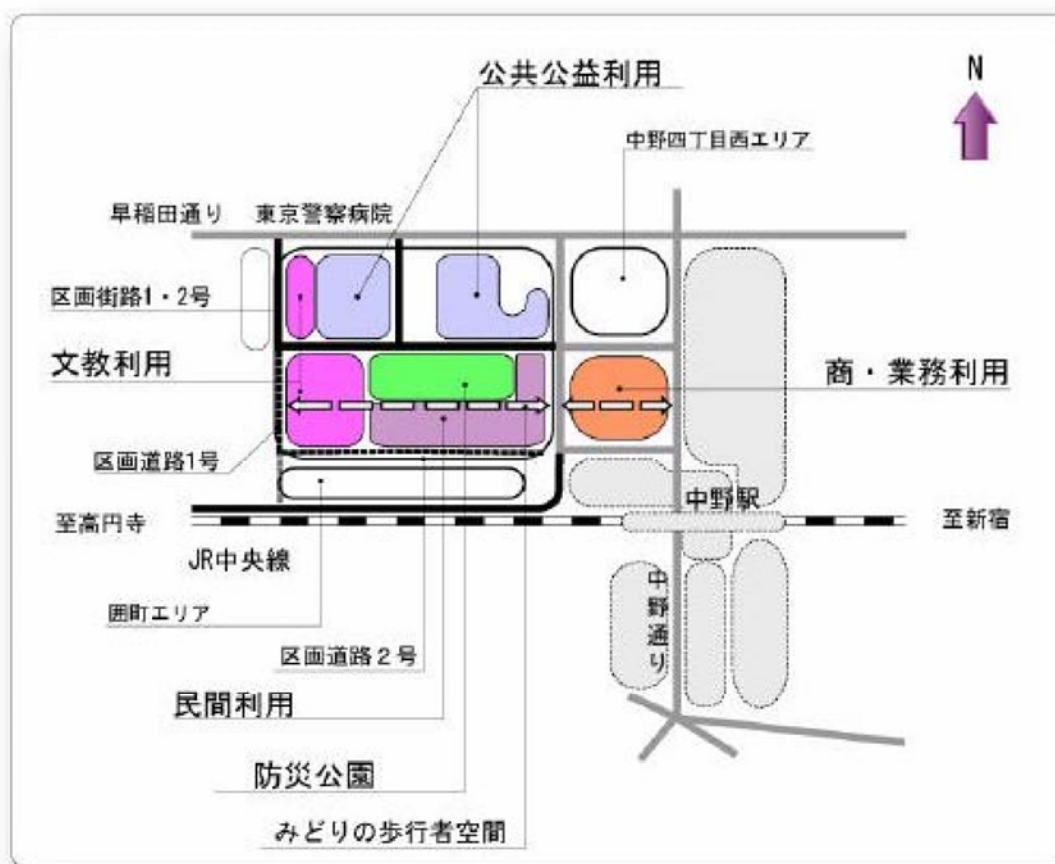 公共公益利用
N
中野四丁目西エリア
早稲田通り
東京警察病院
区画街路1・2号
文教利用
商・業務利用
区画道路1号
中野駅
至高円寺
至新宿
JR中央線
中野通り
囲町エリア
区画道路2号
民間利用
防災公園
みどりの歩行者空間